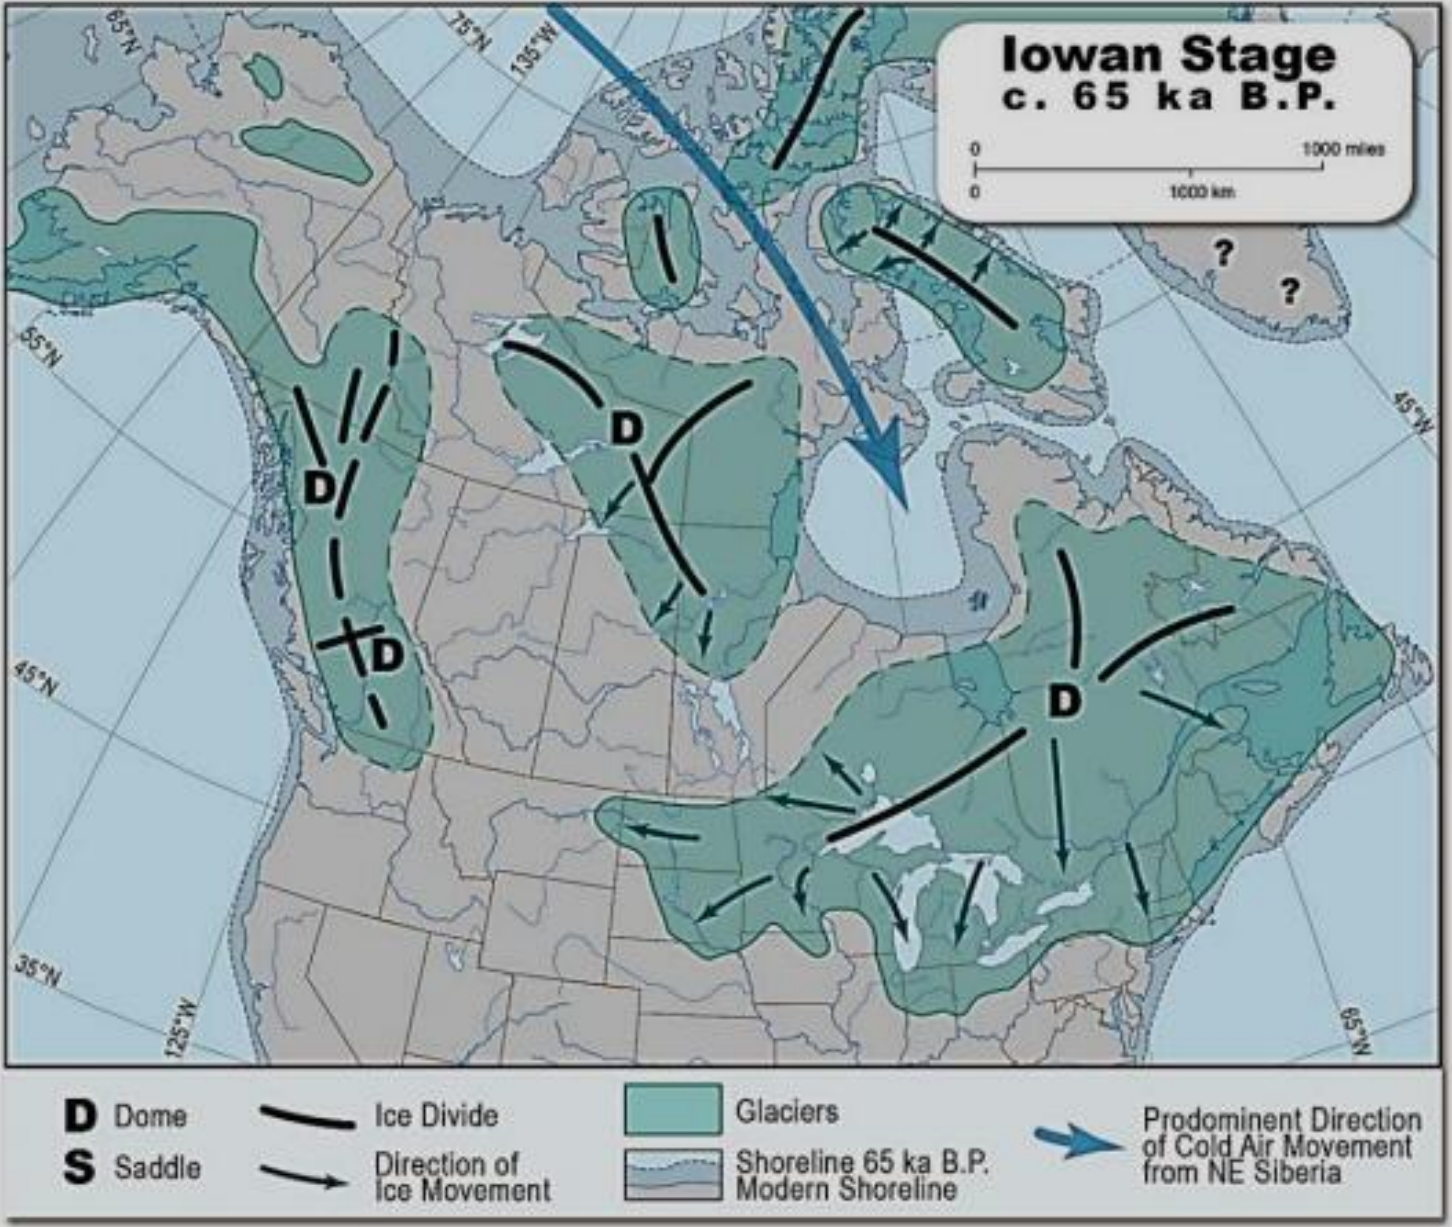 65°N
75°N
135°W
Iowan Stage
c. 65 ka B.P.
0
1000 miles
0
1000 km
?
?
55°N
45°W
D
D
D
D
45°N
35°N
125°W
65°W
D Dome
S Saddle
Ice Divide
Direction of
Ice Movement
Glaciers
Shoreline 65 ka B.P.
Modern Shoreline
Prodominent Direction
of Cold Air Movement
from NE Siberia